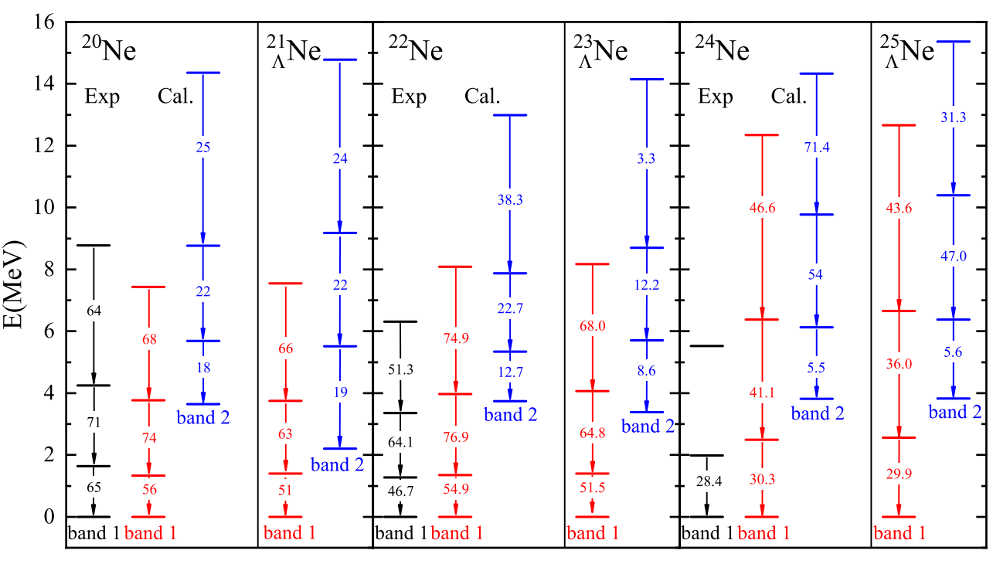 E(MeV)
16
14
12
10
8
6
4
2
0
20Ne
Exp Cal.
64
71
65
band 1
68
74
56
band 1
25
22
18
band 2
21ΛNe
66
63
51
band 1
24
22
19
band 2
22Ne
Exp Cal.
51.3
64.1
46.7
band 1
74.9
76.9
54.9
band 1
38.3
22.7
12.7
band 2
23ΛNe
68.0
64.8
51.5
band 1
3.3
12.2
8.6
band 2
24Ne
Exp Cal.
28.4
band 1
46.6
41.1
30.3
band 1
71.4
54
5.5
band 2
25ΛNe
43.6
36.0
29.9
band 1
31.3
47.0
5.6
band 2